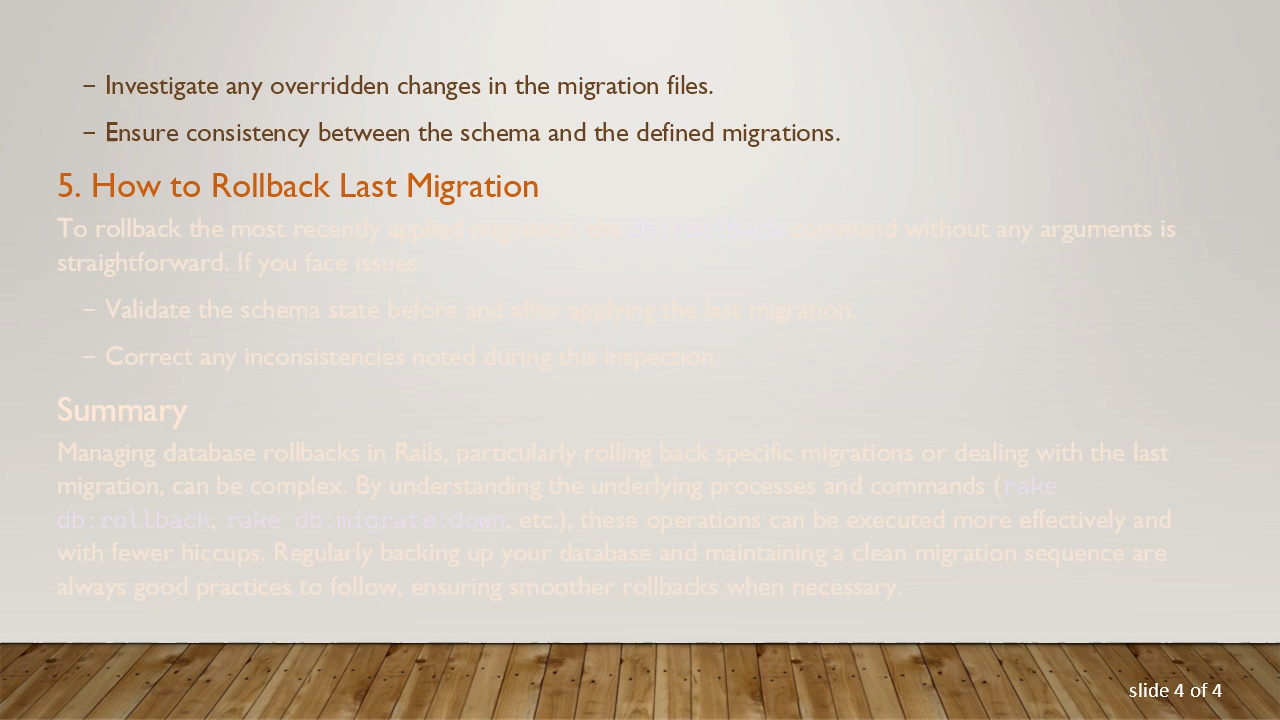 – Investigate any overridden changes in the migration files.
– Ensure consistency between the schema and the defined migrations.
5. How to Rollback Last Migration
To rollback the most recently applied migration, the db:rollback command without any arguments is
straightforward. If you face issues:
– Validate the schema state before and after applying the last migration.
– Correct any inconsistencies noted during this inspection.
Summary
Managing database rollbacks in Rails, particularly rolling back specific migrations or dealing with the last
migration, can be complex. By understanding the underlying processes and commands (rake
db:rollback, rake db:migrate:down, etc.), these operations can be executed more effectively and
with fewer hiccups. Regularly backing up your database and maintaining a clean migration sequence are
always good practices to follow, ensuring smoother rollbacks when necessary.
slide 4 of 4